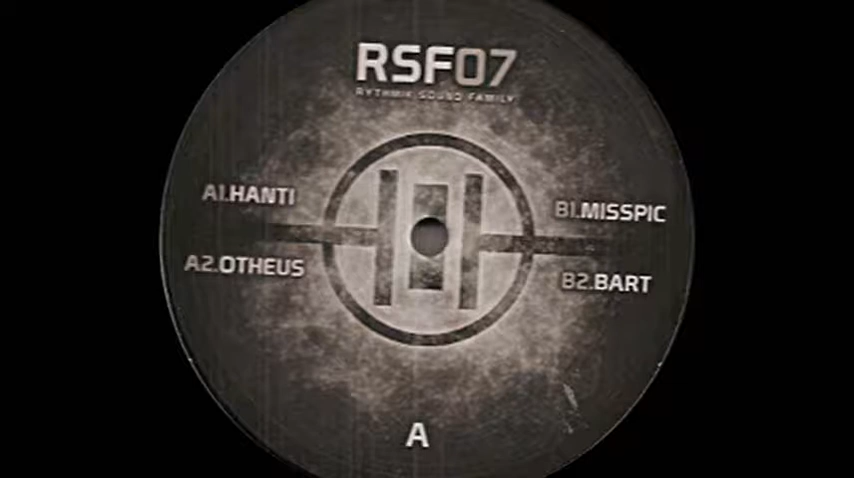 RSF07
RYTHMIK SOUND FAMILY
A1.HANTI
B1.MISSPIC
A2.OTHEUS
B2.BART
A